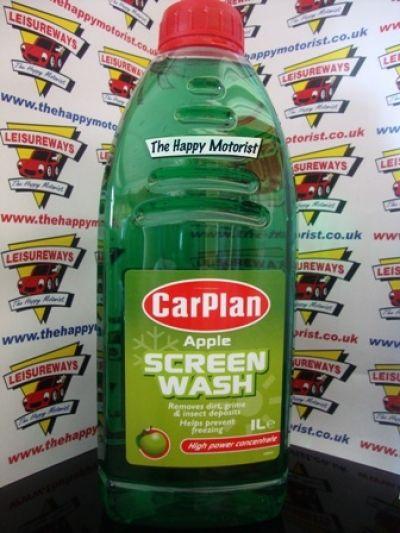 The Happy Motorist
CarPlan
Apple
SCREEN
WASH
Removes dirt, grime
& insect deposits
Helps prevent
freezing
1L e
High power concentrate
LEISUREWAYS
The Happy Motorist
www.thehappymotorist.co.uk